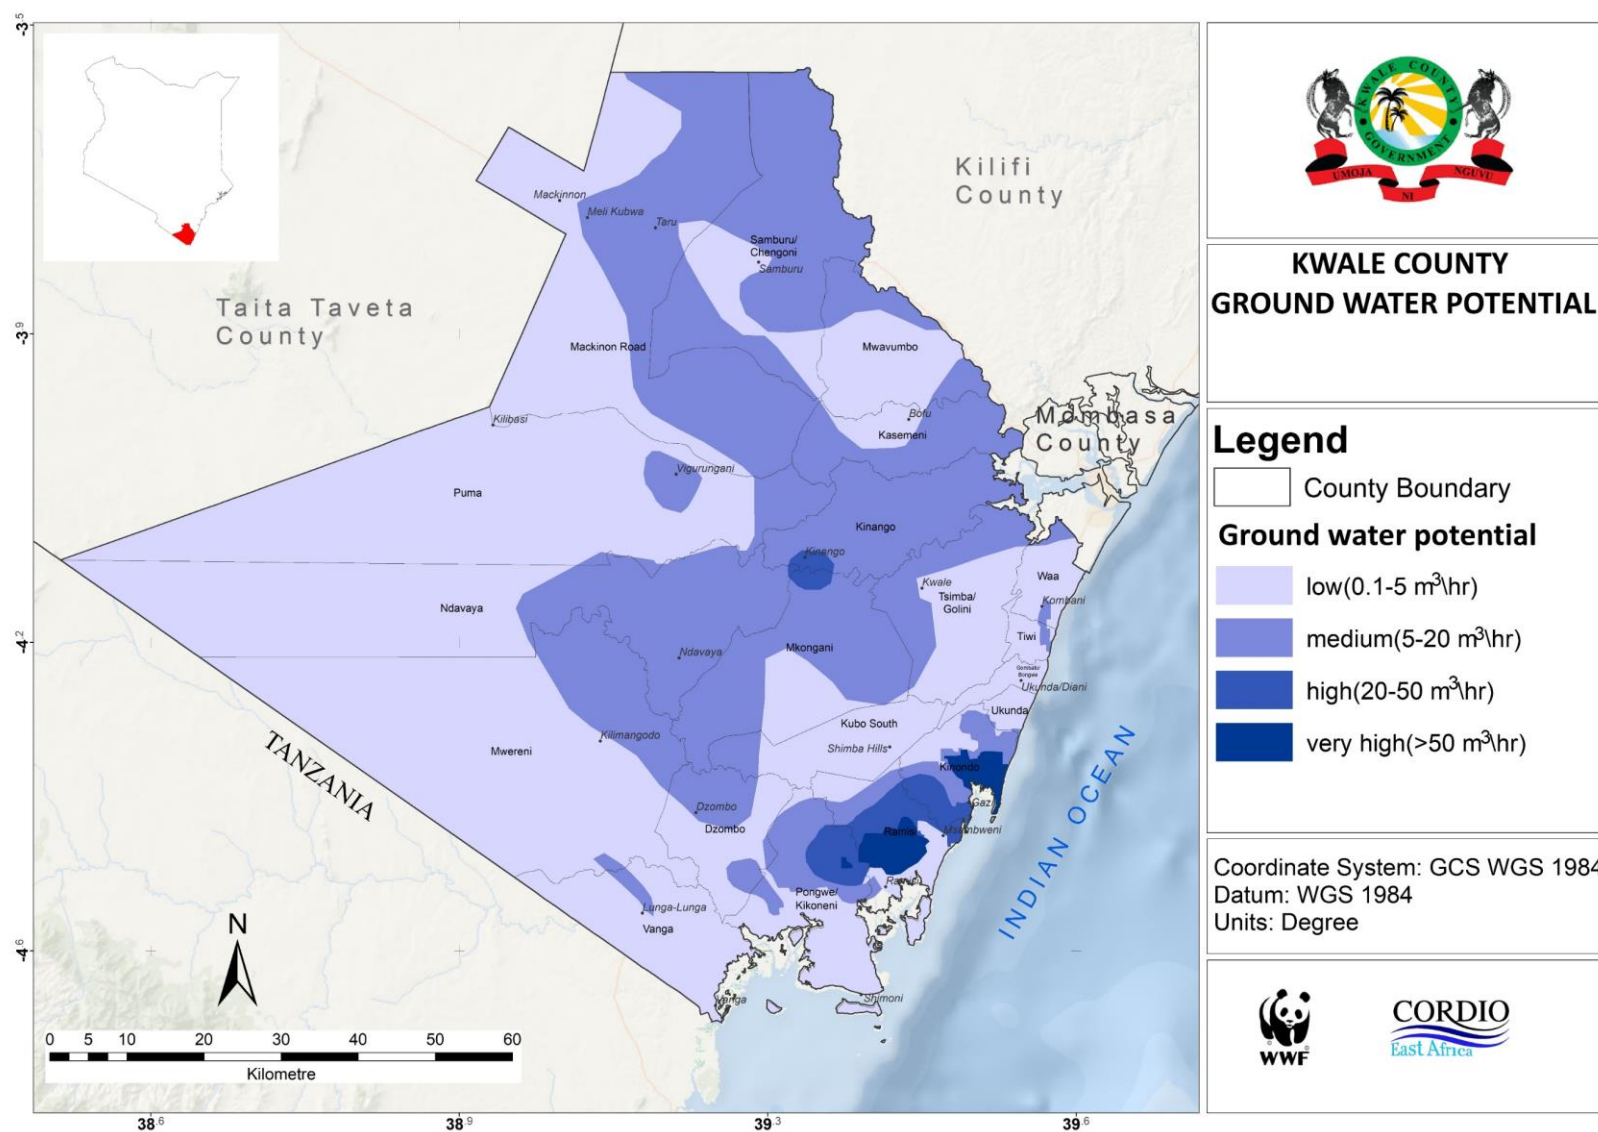 KWALE COUNTY
GOVERNMENT
UMOJA
NI
NGUVU
KWALE COUNTY
GROUND WATER POTENTIAL
Legend
County Boundary
Ground water potential
low(0.1-5 m³\hr)
medium(5-20 m³\hr)
high(20-50 m³\hr)
very high(>50 m³\hr)
Coordinate System: GCS WGS 1984
Datum: WGS 1984
Units: Degree
WWF
CORDIO
East Africa
Kilifi
County
Taita Taveta
County
Mombasa
County
TANZANIA
INDIAN OCEAN
Mackinnon
Meli Kubwa
Taru
Samburu/
Chengoni
Samburu
Mackinon Road
Mwavumbo
Kilibasi
Bofu
Kasemeni
Vigurungani
Puma
Kinango
Kinango
Waa
Kwale
Tsimba/
Golini
Kombani
Ndavaya
Tiwi
Mkongani
Ndavaya
Ukunda/Diani
Ukunda
Kubo South
Shimba Hills
Kilimangodo
Mwereni
Kinondo
Gazi
Dzombo
Dzombo
Ramisi
Msambweni
Pongwe/
Kikoneni
Lunga-Lunga
Vanga
Vanga
Shimoni
N
0 5 10 20 30 40 50 60
Kilometre
-3.5
-3.9
-4.2
-4.6
38.6
38.9
39.3
39.6